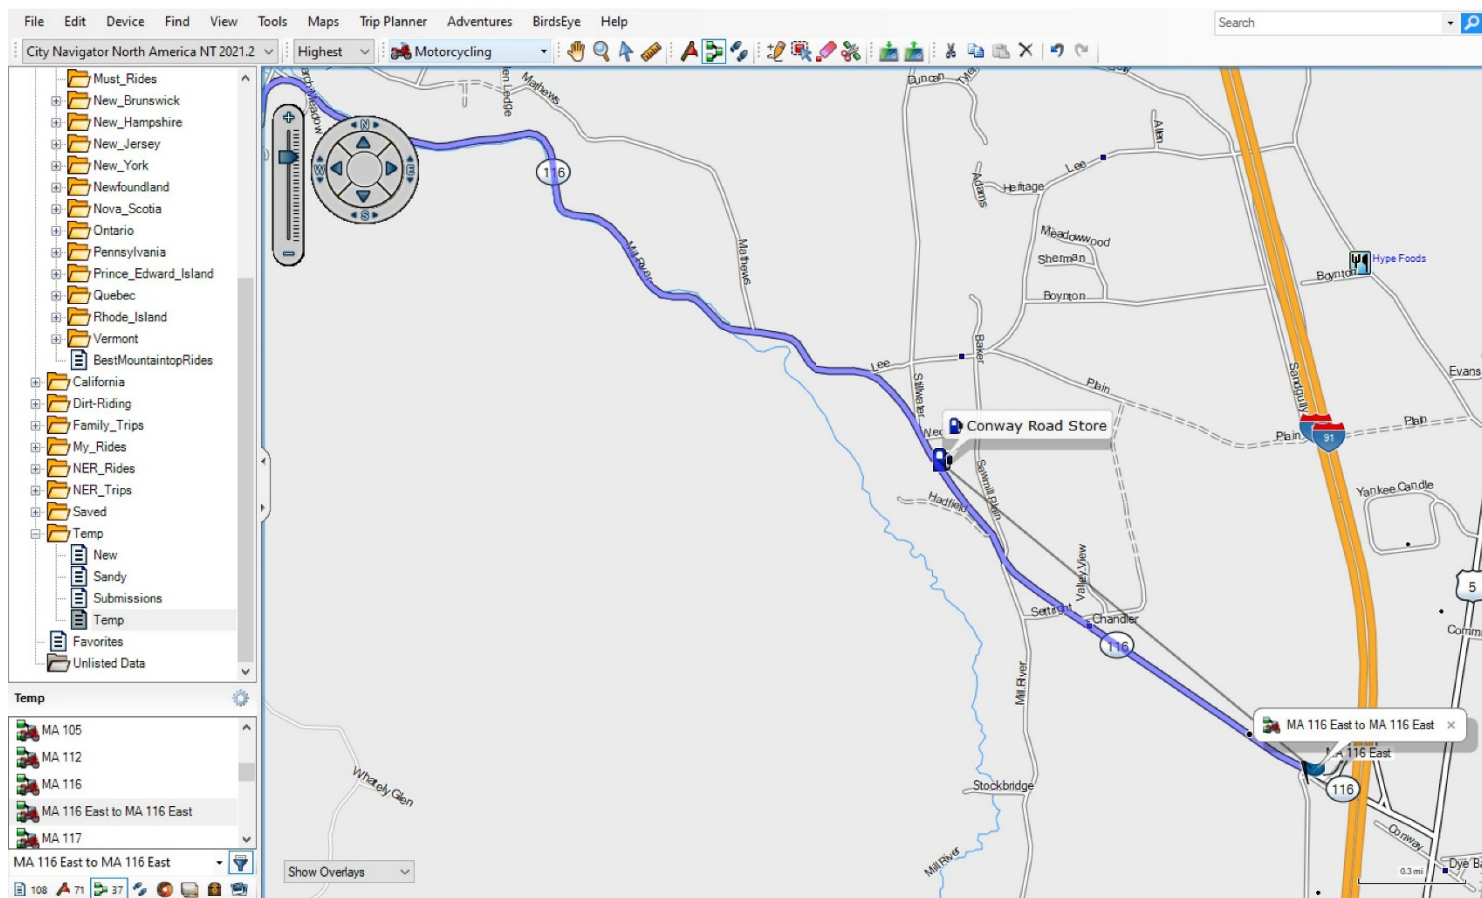 File Edit Device Find View Tools Maps Trip Planner Adventures BirdsEye Help
Search
City Navigator North America NT 2021.2
Highest
Motorcycling
Must_Rides
New_Brunswick
New_Hampshire
New_Jersey
New_York
Newfoundland
Nova_Scotia
Ontario
Pennsylvania
Prince_Edward_Island
Quebec
Rhode_Island
Vermont
BestMountaintopRides
California
Dirt-Riding
Family_Trips
My_Rides
NER_Rides
NER_Trips
Saved
Temp
New
Sandy
Submissions
Temp
Favorites
Unlisted Data
Temp
MA 105
MA 112
MA 116
MA 116 East to MA 116 East
MA 117
MA 116 East to MA 116 East
108 71 37
N
W E
S
Mathews
Duncan
Allen
116
Lee
Adams
Heritage
Mill River
Mathews
Meadowwood
Sherman
Hype Foods
Boynton
Boynton
Lee
Baker
Stillwater
Plain
Sandgully
Evans
Conway Road Store
Plain
91
Plain
Sawmill Plain
Hadfield
Yankee Candle
Valley View
Settright
Chandler
116
5
Mill River
MA 116 East to MA 116 East
MA 116 East
Whately Glen
Stockbridge
116
Conway
Mill River
Show Overlays
0.3 mi